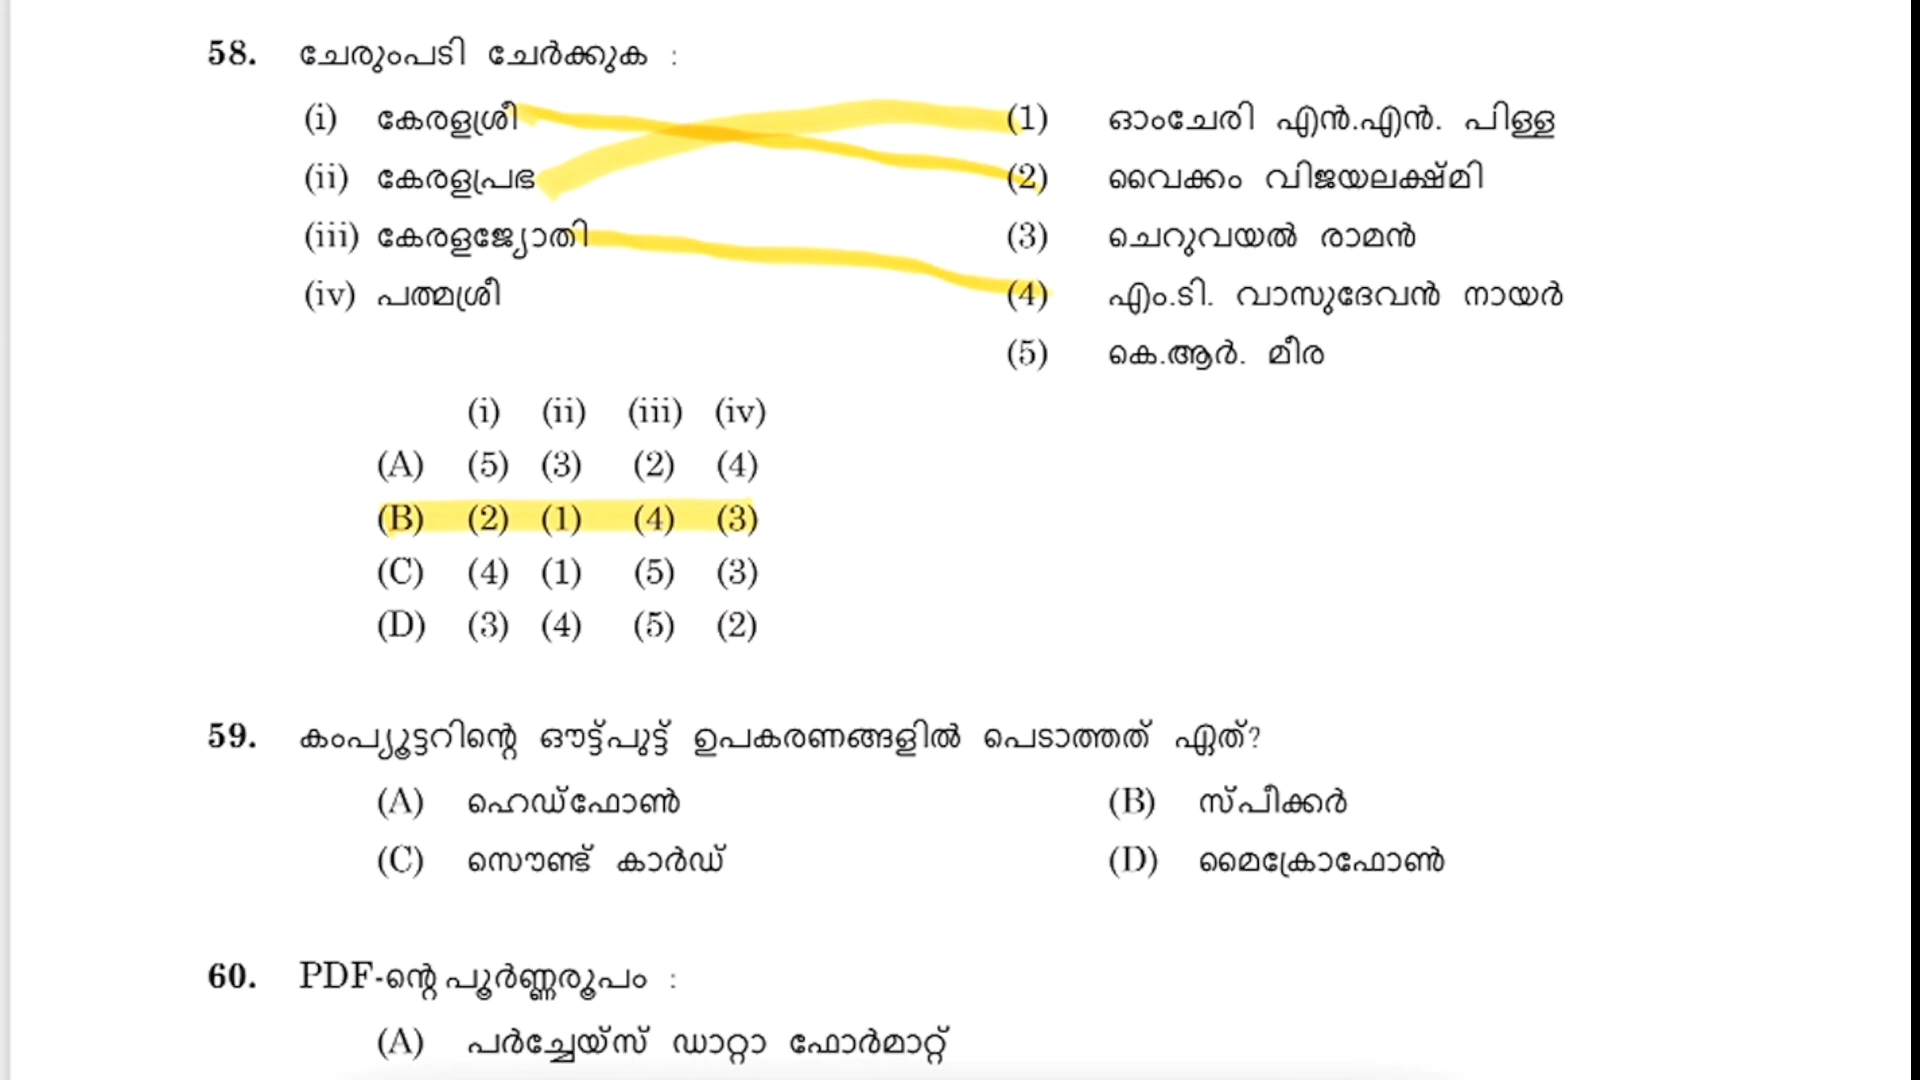 58. ചേരുംപടി ചേർക്കുക :
(i) കേരളശ്രീ (1) ഓംചേരി എൻ.എൻ. പിള്ള
(ii) കേരളപ്രഭ (2) വൈക്കം വിജയലക്ഷ്മി
(iii) കേരളജ്യോതി (3) ചെറുവയൽ രാമൻ
(iv) പത്മശ്രീ (4) എം.ടി. വാസുദേവൻ നായർ
(5) കെ.ആർ. മീര
(i) (ii) (iii) (iv)
(A) (5) (3) (2) (4)
(B) (2) (1) (4) (3)
(C) (4) (1) (5) (3)
(D) (3) (4) (5) (2)
59. കംപ്യൂട്ടറിന്റെ ഔട്ട്പുട്ട് ഉപകരണങ്ങളിൽ പെടാത്തത് ഏത്?
(A) ഹെഡ്ഫോൺ (B) സ്പീക്കർ
(C) സൌണ്ട് കാർഡ് (D) മൈക്രോഫോൺ
60. PDF-ന്റെ പൂർണ്ണരൂപം :
(A) പർച്ചേയ്സ് ഡാറ്റാ ഫോർമാറ്റ്